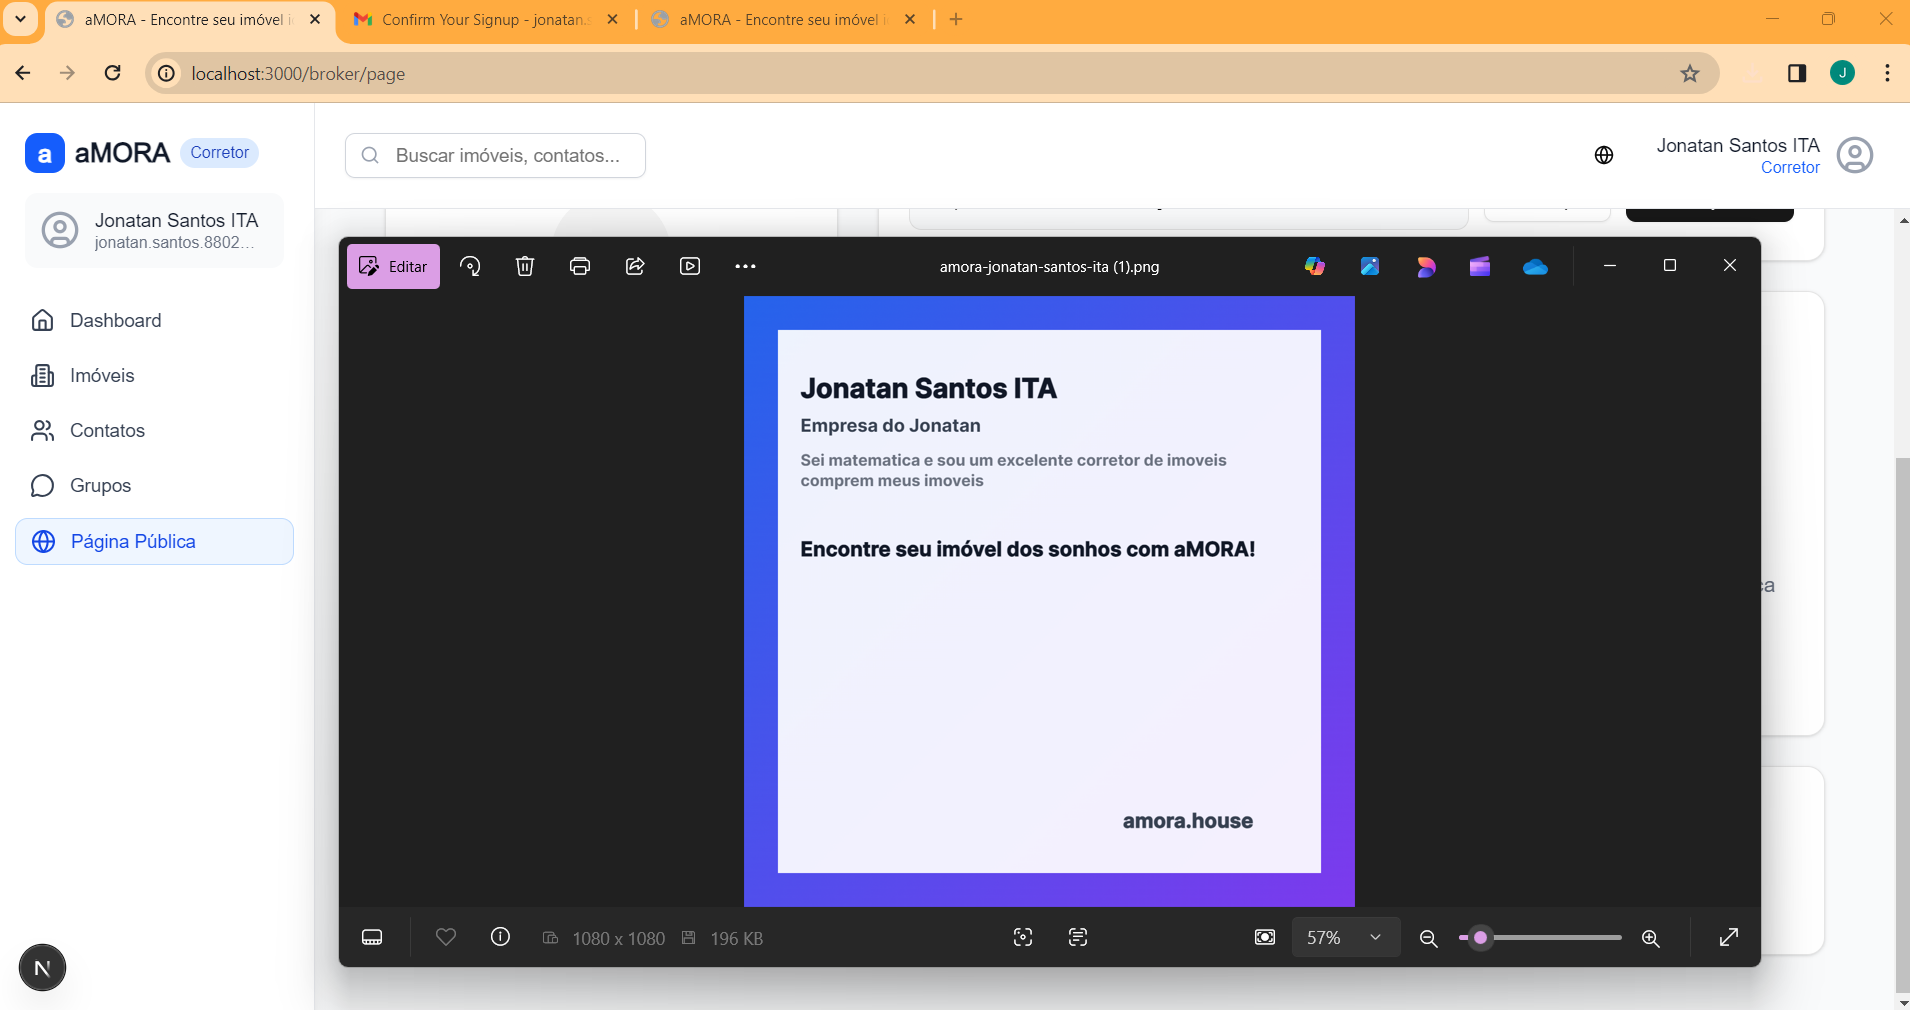 aMORA - Encontre seu imóvel i
Confirm Your Signup - jonatan.s
aMORA - Encontre seu imóvel i
localhost:3000/broker/page
J
a
aMORA
Corretor
Buscar imóveis, contatos...
Jonatan Santos ITA
Corretor
Jonatan Santos ITA
jonatan.santos.8802...
Dashboard
Imóveis
Contatos
Grupos
Página Pública
N
Editar
amora-jonatan-santos-ita (1).png
Jonatan Santos ITA
Empresa do Jonatan
Sei matematica e sou um excelente corretor de imoveis
comprem meus imoveis
Encontre seu imóvel dos sonhos com aMORA!
amora.house
1080 x 1080
196 KB
57%